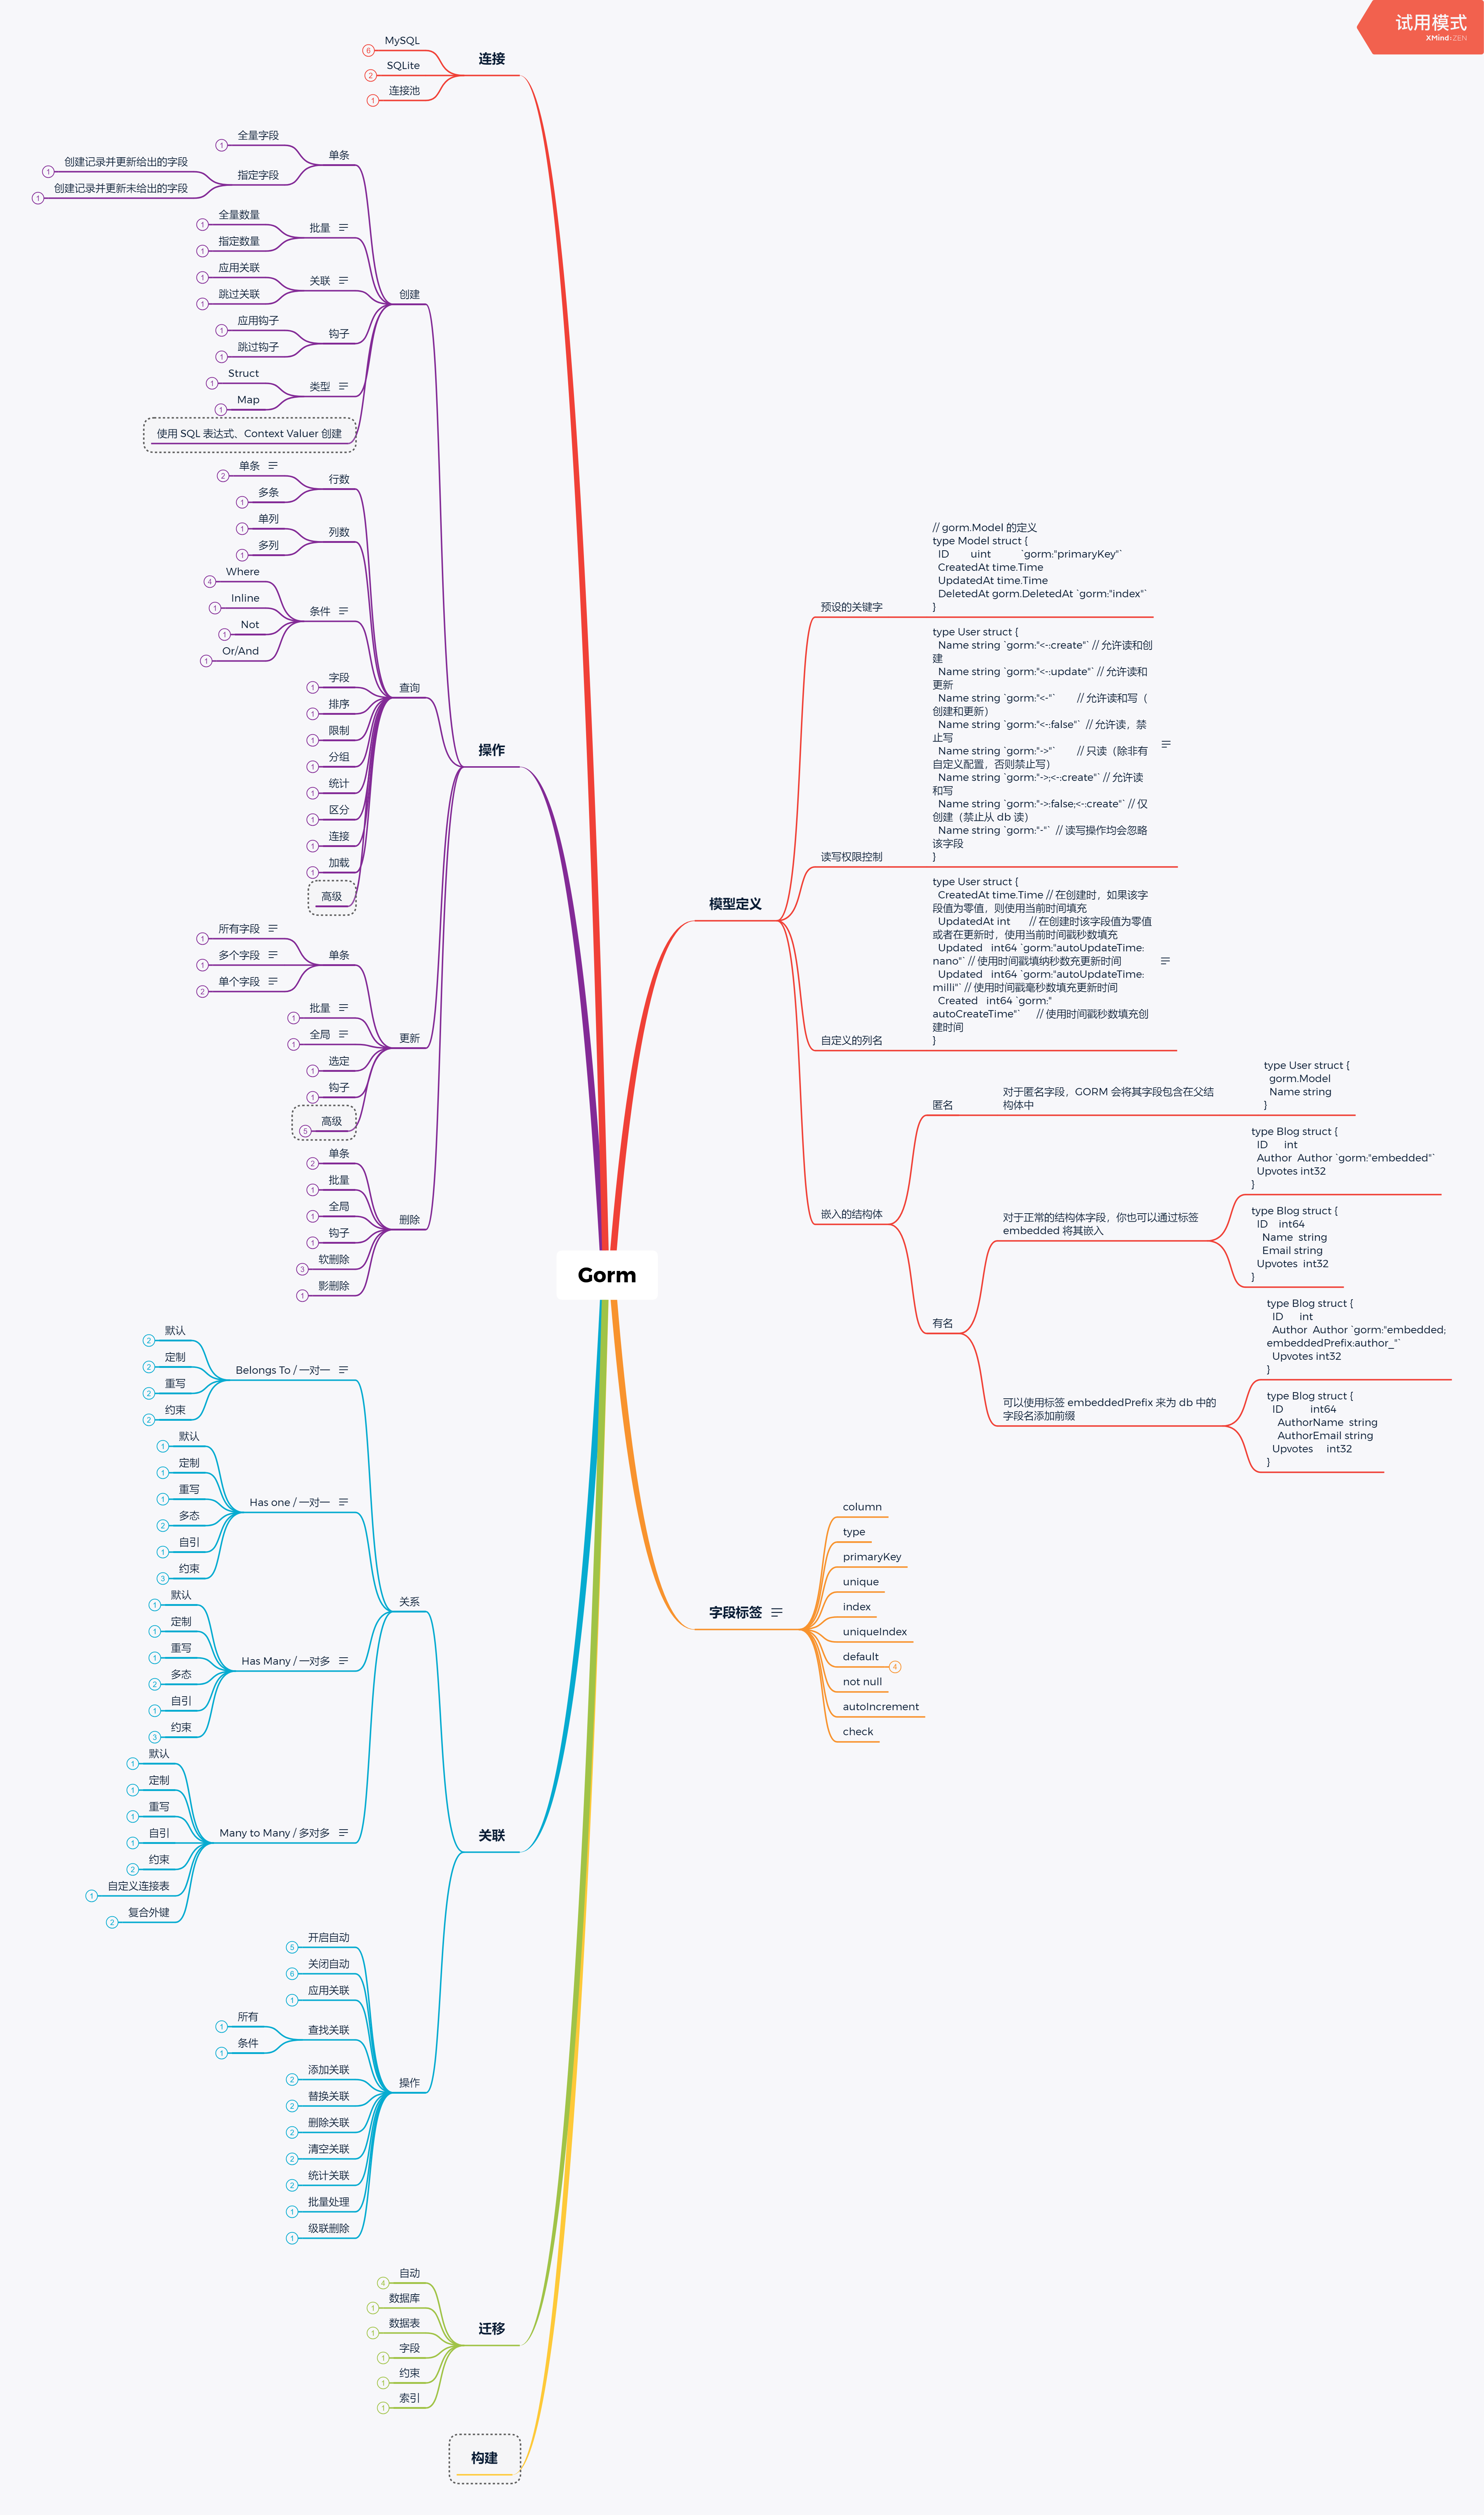 试用模式
XMind:ZEN
Gorm
模型定义
预设的关键字
// gorm.Model 的定义
type Model struct {
ID uint `gorm:"primaryKey"`
CreatedAt time.Time
UpdatedAt time.Time
DeletedAt gorm.DeletedAt `gorm:"index"`
}
读写权限控制
type User struct {
Name string `gorm:"<-:create"` // 允许读和创
建
Name string `gorm:"<-:update"` // 允许读和
更新
Name string `gorm:"<-"` // 允许读和写（
创建和更新）
Name string `gorm:"<-:false"` // 允许读，禁
止写
Name string `gorm:"->"` // 只读（除非有
自定义配置，否则禁止写）
Name string `gorm:"->;<-:create"` // 允许读
和写
Name string `gorm:"->:false;<-:create"` // 仅
创建（禁止从 db 读）
Name string `gorm:"-"` // 读写操作均会忽略
该字段
}
自定义的列名
type User struct {
CreatedAt time.Time // 在创建时，如果该字
段值为零值，则使用当前时间填充
UpdatedAt int // 在创建时该字段值为零值
或者在更新时，使用当前时间戳秒数填充
Updated int64 `gorm:"autoUpdateTime:
nano"` // 使用时间戳填纳秒数充更新时间
Updated int64 `gorm:"autoUpdateTime:
milli"` // 使用时间戳毫秒数填充更新时间
Created int64 `gorm:"
autoCreateTime"` // 使用时间戳秒数填充创
建时间
}
嵌入的结构体
匿名
对于匿名字段，GORM 会将其字段包含在父结
构体中
type User struct {
gorm.Model
Name string
}
有名
对于正常的结构体字段，你也可以通过标签
embedded 将其嵌入
type Blog struct {
ID int
Author Author `gorm:"embedded"`
Upvotes int32
}
type Blog struct {
ID int64
Name string
Email string
Upvotes int32
}
可以使用标签 embeddedPrefix 来为 db 中的
字段名添加前缀
type Blog struct {
ID int
Author Author `gorm:"embedded;
embeddedPrefix:author_"`
Upvotes int32
}
type Blog struct {
ID int64
AuthorName string
AuthorEmail string
Upvotes int32
}
字段标签
column
type
primaryKey
unique
index
uniqueIndex
default 4
not null
autoIncrement
check
连接
6 MySQL
2 SQLite
1 连接池
操作
创建
单条
1 全量字段
指定字段
1 创建记录并更新给出的字段
1 创建记录并更新未给出的字段
批量
1 全量数量
1 指定数量
关联
1 应用关联
1 跳过关联
钩子
1 应用钩子
1 跳过钩子
类型
1 Struct
1 Map
使用 SQL 表达式、Context Valuer 创建
查询
行数
2 单条
1 多条
列数
1 单列
1 多列
条件
4 Where
1 Inline
1 Not
1 Or/And
1 字段
1 排序
1 限制
1 分组
1 统计
1 区分
1 连接
1 加载
高级
更新
单条
1 所有字段
1 多个字段
2 单个字段
1 批量
1 全局
1 选定
1 钩子
5 高级
删除
2 单条
1 批量
1 全局
1 钩子
3 软删除
1 影删除
关联
关系
Belongs To / 一对一
2 默认
2 定制
2 重写
2 约束
Has one / 一对一
1 默认
1 定制
1 重写
2 多态
1 自引
3 约束
Has Many / 一对多
1 默认
1 定制
1 重写
2 多态
1 自引
3 约束
Many to Many / 多对多
1 默认
1 定制
1 重写
1 自引
2 约束
1 自定义连接表
2 复合外键
操作
5 开启自动
6 关闭自动
1 应用关联
查找关联
1 所有
1 条件
2 添加关联
2 替换关联
2 删除关联
2 清空关联
2 统计关联
1 批量处理
1 级联删除
迁移
4 自动
1 数据库
1 数据表
1 字段
1 约束
1 索引
构建